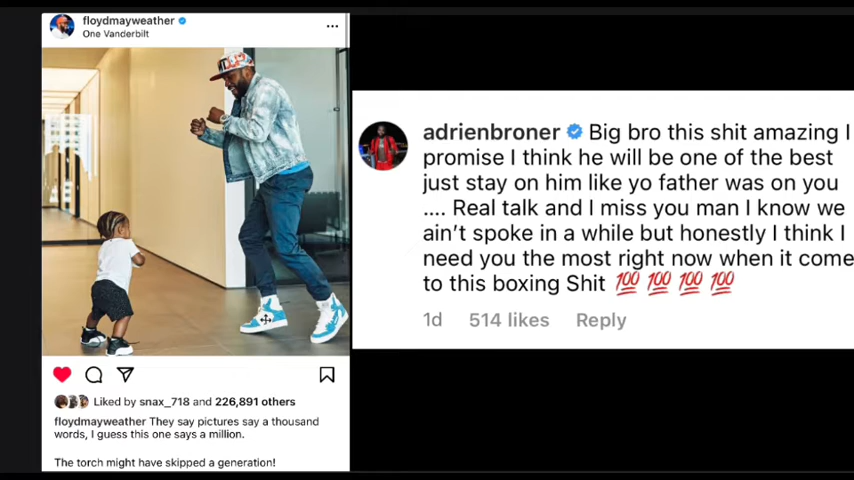 floydmayweather
One Vanderbilt
adrienbroner Big bro this shit amazing I
promise I think he will be one of the best
just stay on him like yo father was on you
.... Real talk and I miss you man I know we
ain't spoke in a while but honestly I think I
need you the most right now when it come
to this boxing Shit 💯 💯 💯 💯
1d 514 likes Reply
Liked by snax_718 and 226,891 others
floydmayweather They say pictures say a thousand
words, I guess this one says a million.
The torch might have skipped a generation!